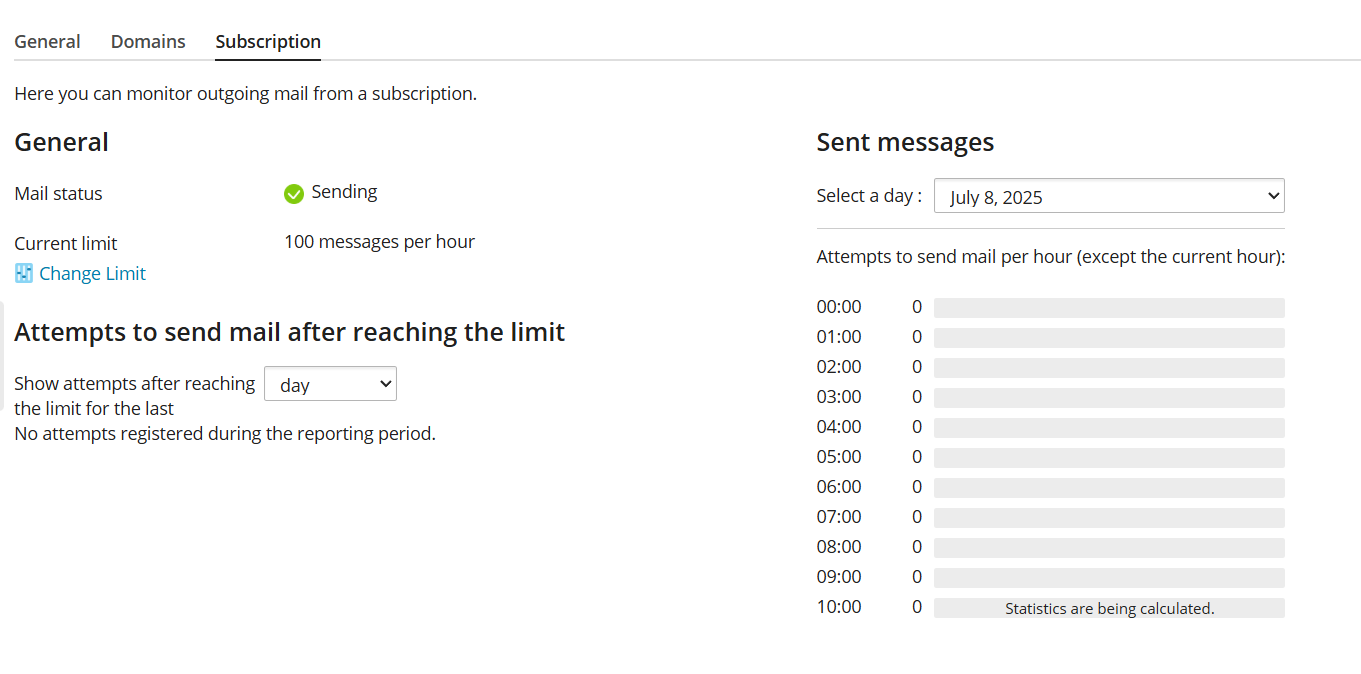 General Domains Subscription
Here you can monitor outgoing mail from a subscription.
General
Mail status Sending
Current limit 100 messages per hour
Change Limit
Attempts to send mail after reaching the limit
Show attempts after reaching day
the limit for the last
No attempts registered during the reporting period.
Sent messages
Select a day : July 8, 2025
Attempts to send mail per hour (except the current hour):
00:00 0
01:00 0
02:00 0
03:00 0
04:00 0
05:00 0
06:00 0
07:00 0
08:00 0
09:00 0
10:00 0 Statistics are being calculated.